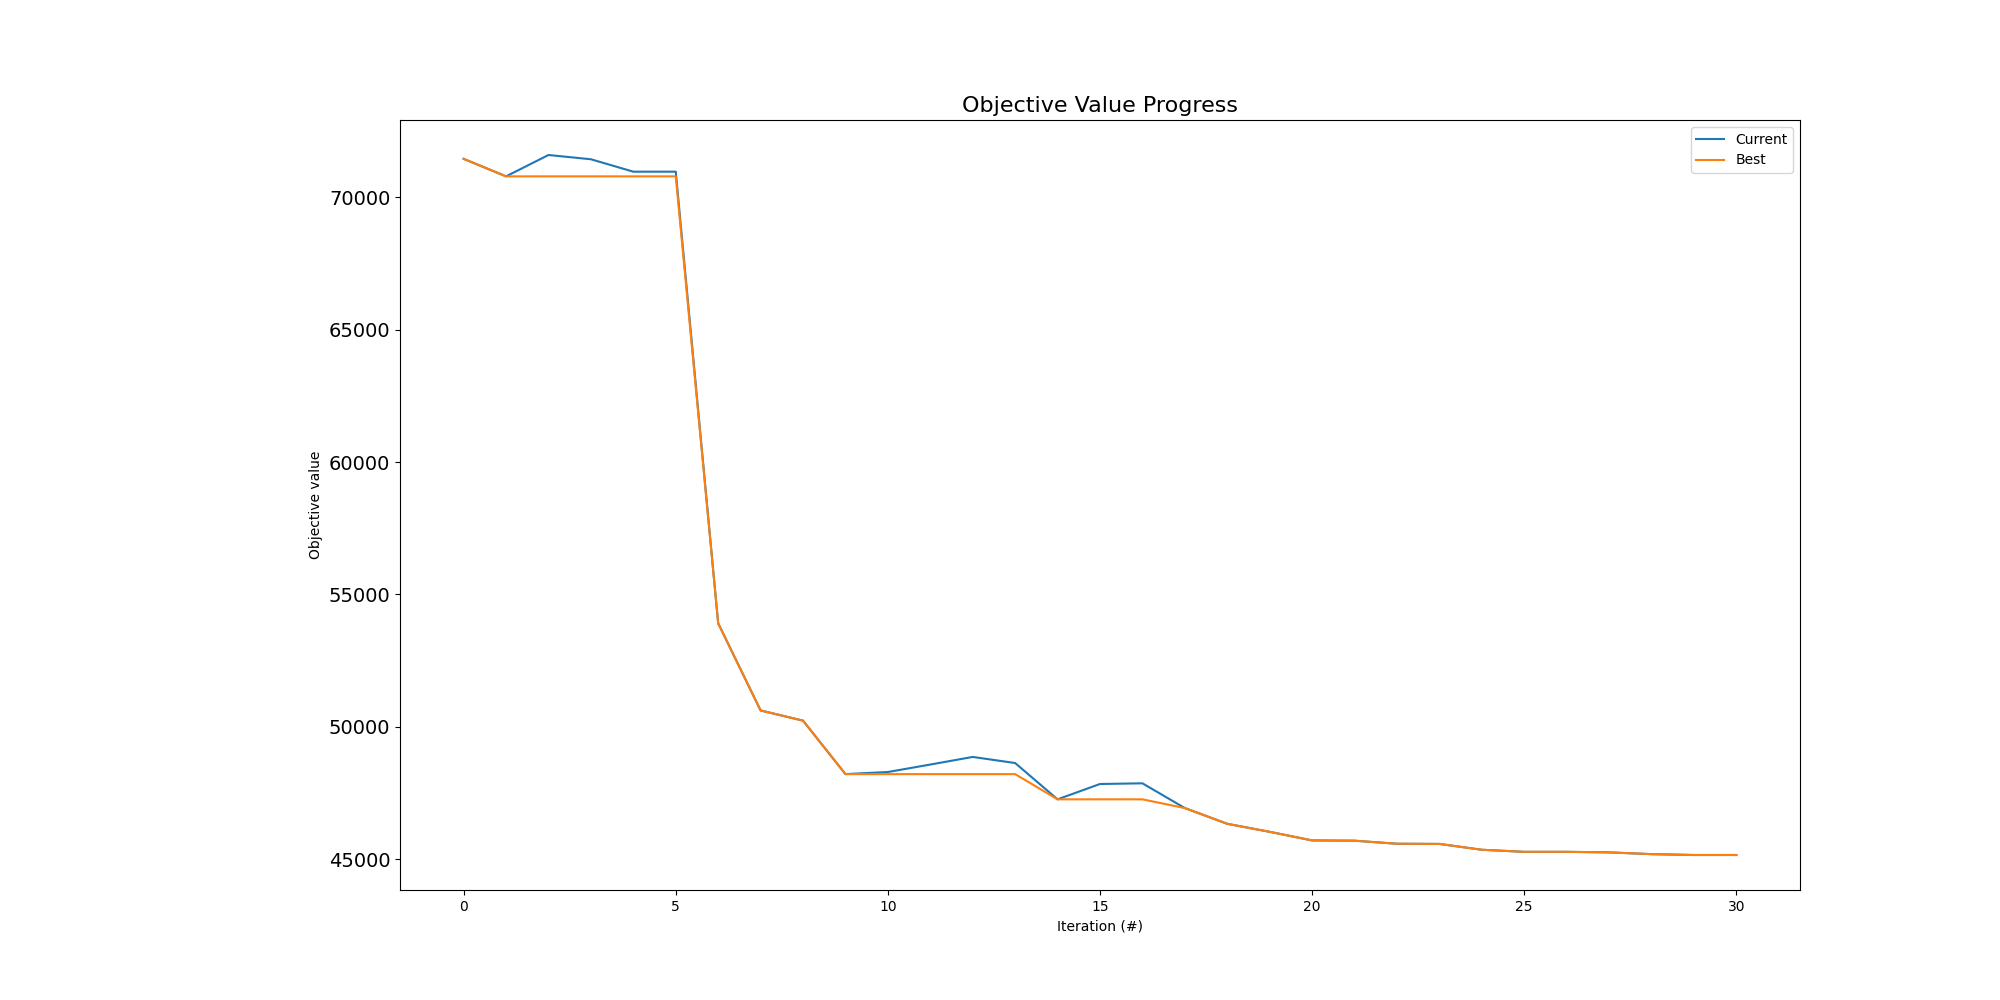 Objective Value Progress
Current
Best
70000
65000
60000
55000
50000
45000
Objective value
0 5 10 15 20 25 30
Iteration (#)